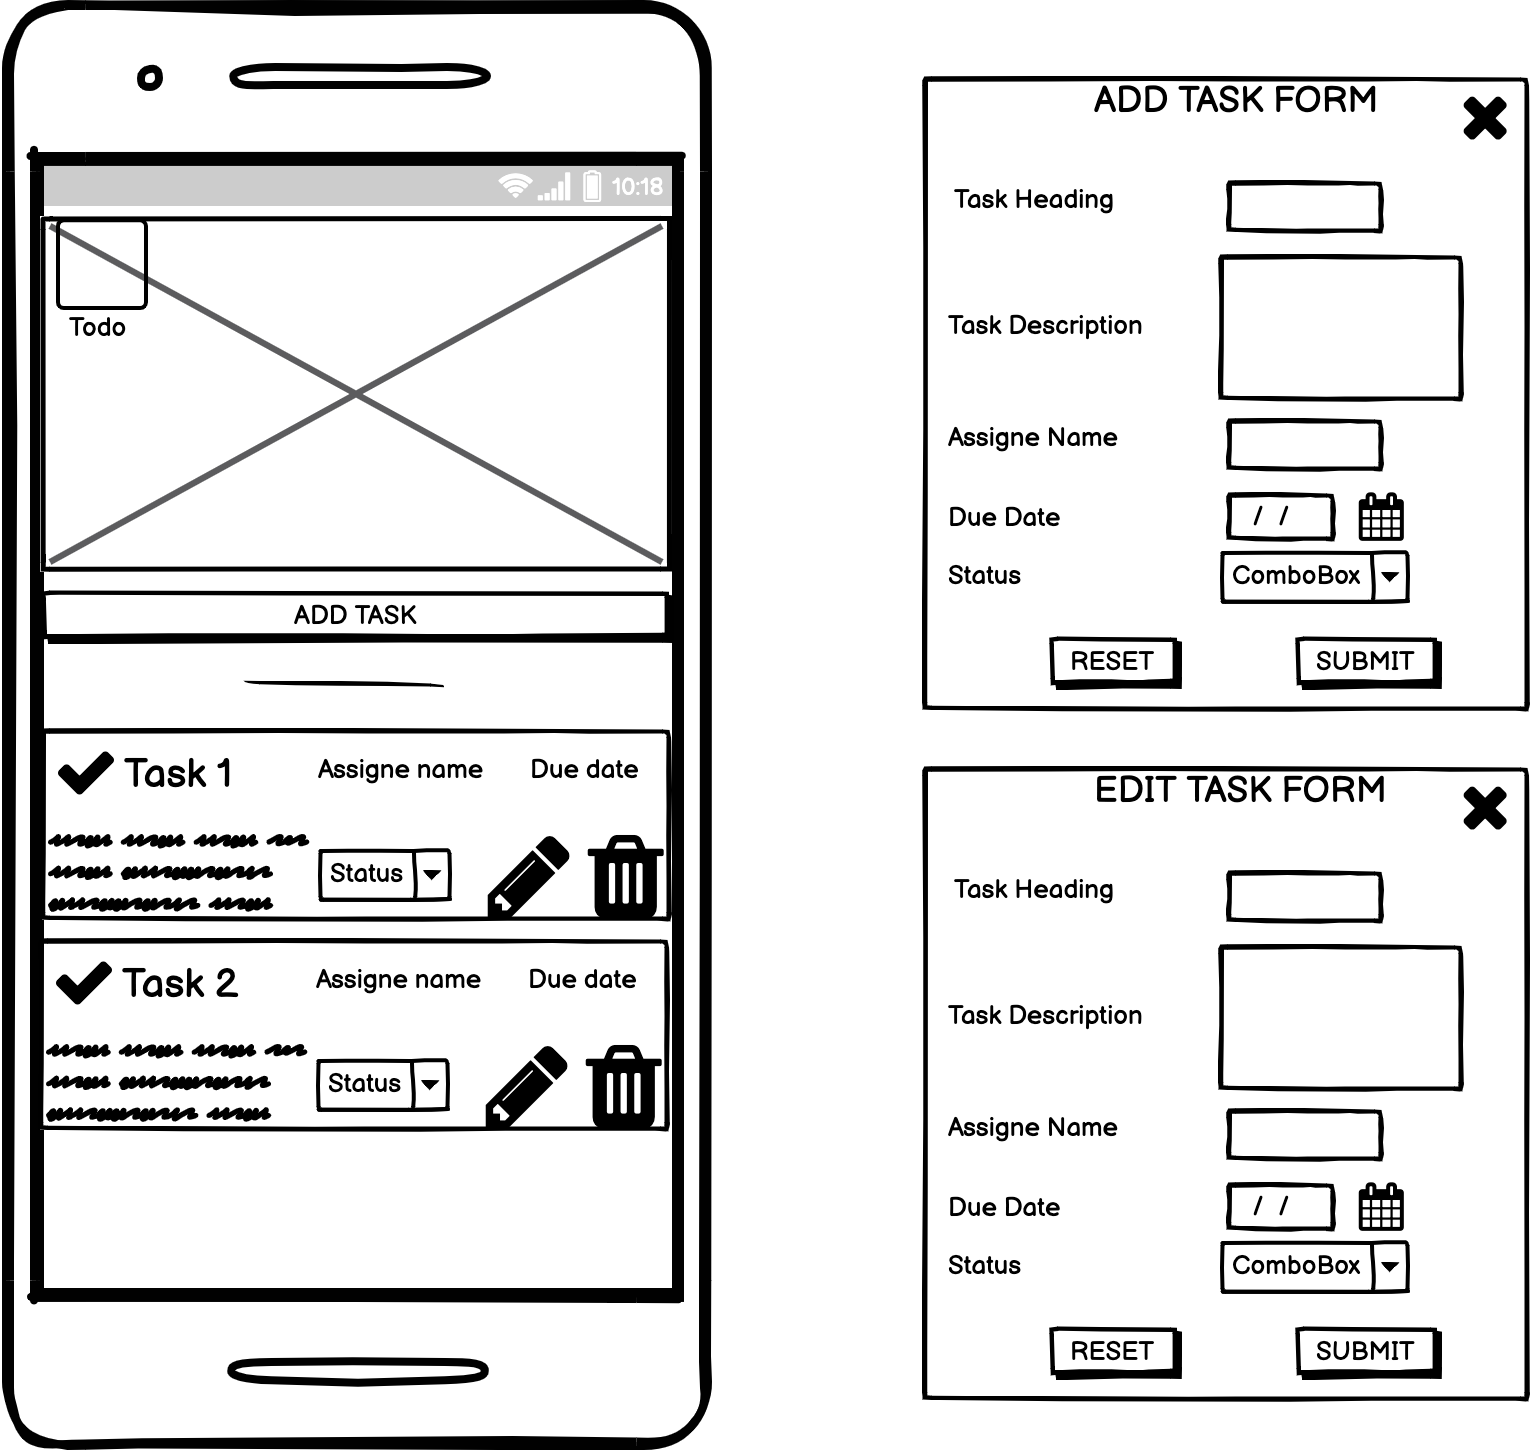 10:18
Todo
ADD TASK
Task 1
Assigne name
Due date
Status
Task 2
Assigne name
Due date
Status
ADD TASK FORM
Task Heading
Task Description
Assigne Name
Due Date
/ /
Status
ComboBox
RESET
SUBMIT
EDIT TASK FORM
Task Heading
Task Description
Assigne Name
Due Date
/ /
Status
ComboBox
RESET
SUBMIT